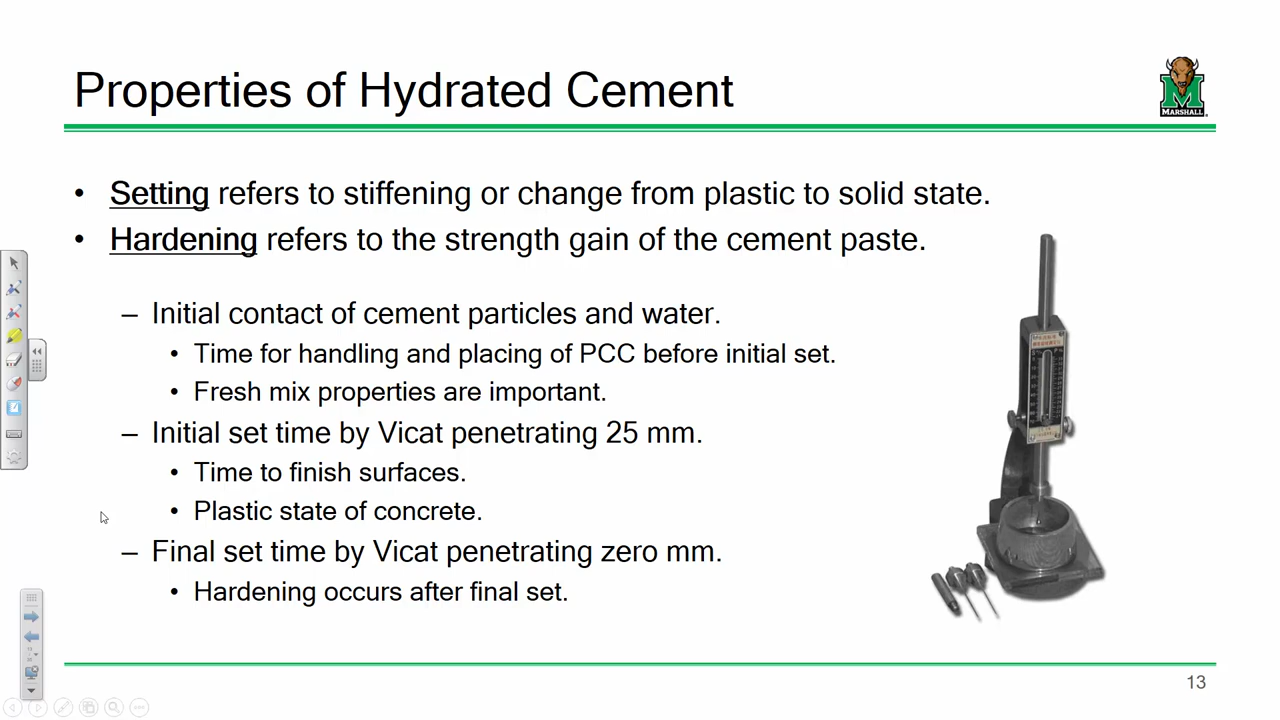 Properties of Hydrated Cement
MARSHALL
• Setting refers to stiffening or change from plastic to solid state.
• Hardening refers to the strength gain of the cement paste.
– Initial contact of cement particles and water.
• Time for handling and placing of PCC before initial set.
• Fresh mix properties are important.
– Initial set time by Vicat penetrating 25 mm.
• Time to finish surfaces.
• Plastic state of concrete.
– Final set time by Vicat penetrating zero mm.
• Hardening occurs after final set.
13